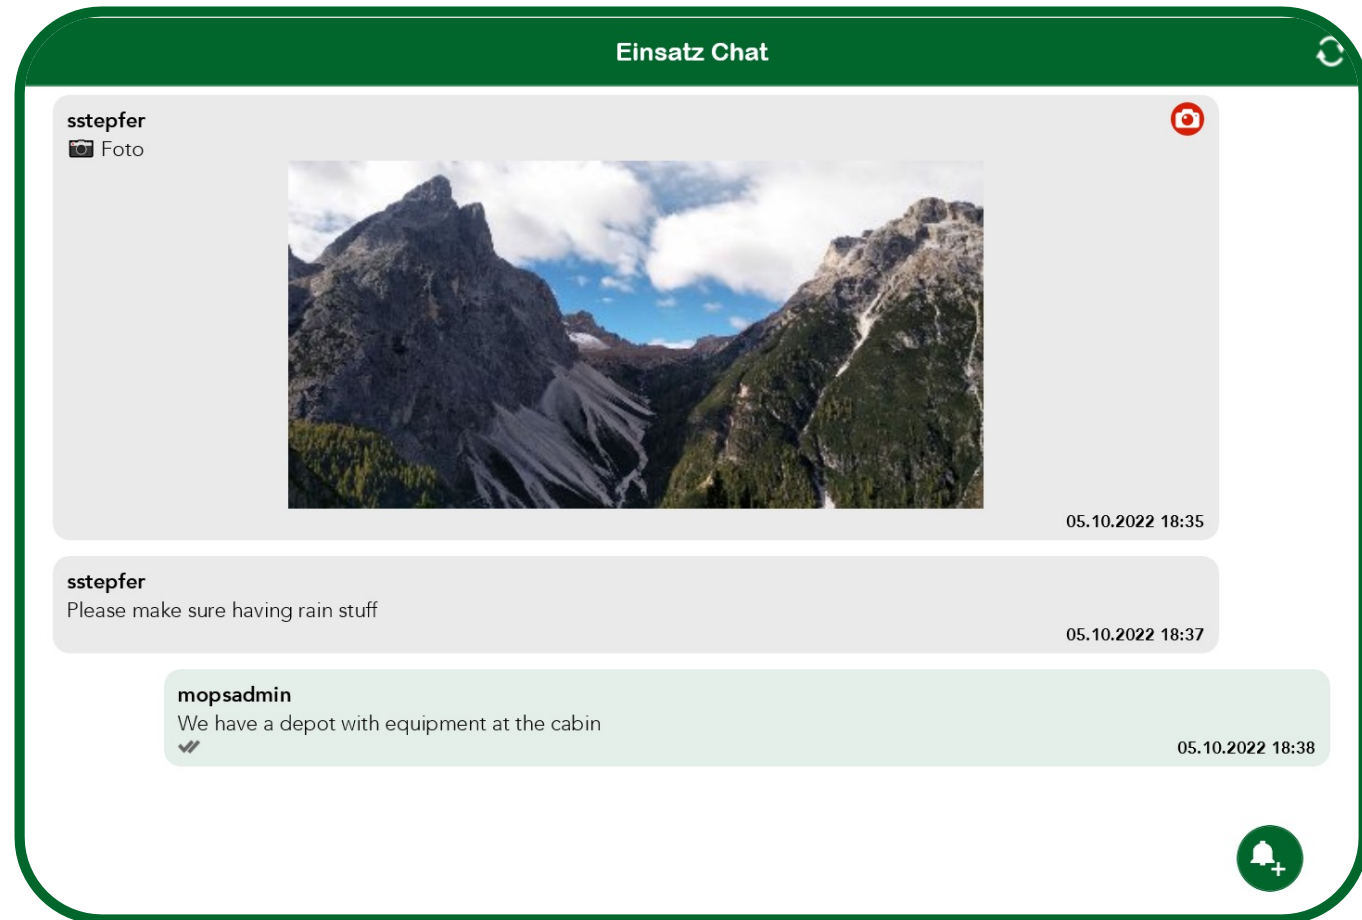 Einsatz Chat
sstepfer
Foto
05.10.2022 18:35
sstepfer
Please make sure having rain stuff
05.10.2022 18:37
mopsadmin
We have a depot with equipment at the cabin
05.10.2022 18:38